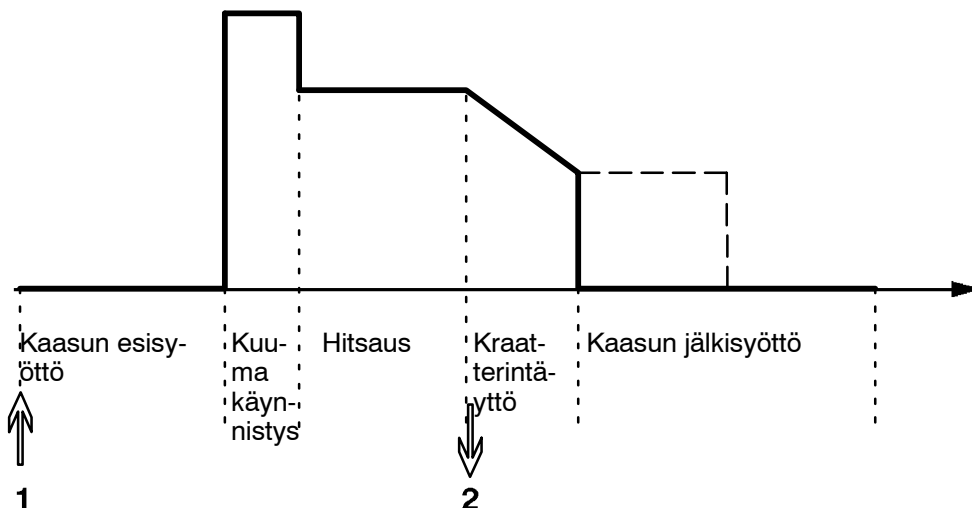 Kaasun esisy-
öttö
Kuu-
ma
käyn-
nistys
Hitsaus
Kraat-
terintä-
yttö
Kaasun jälkisyöttö
1
2